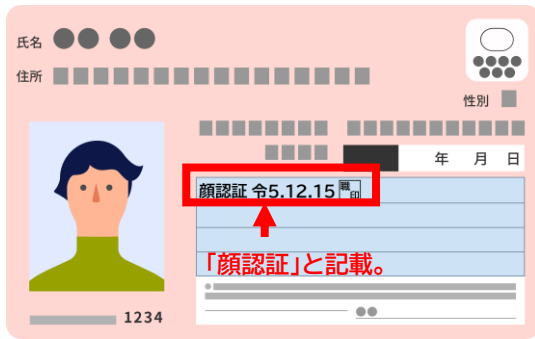 氏名
住所
性別
年 月 日
顔認証 令5.12.15 職印
「顔認証」と記載。
1234